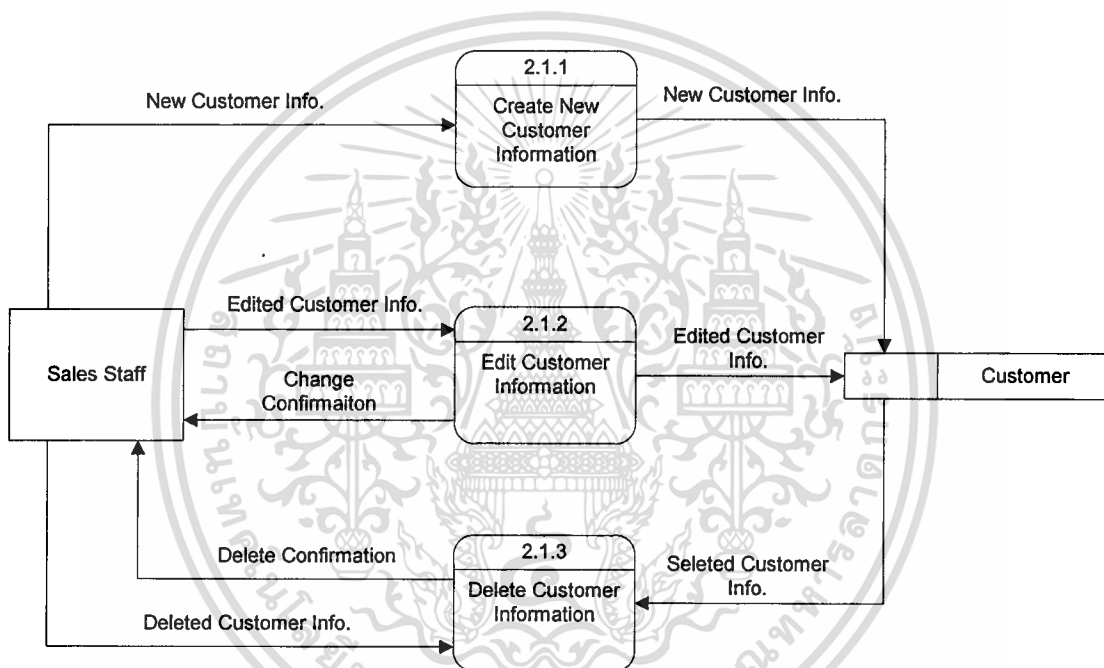 2.1.1
New Customer Info.
Create New
Customer
Information
New Customer Info.
Sales Staff
Edited Customer Info.
2.1.2
Edit Customer
Information
Edited Customer
Info.
Customer
Change
Confirmaiton
Delete Confirmation
2.1.3
Delete Customer
Information
Seleted Customer
Info.
Deleted Customer Info.